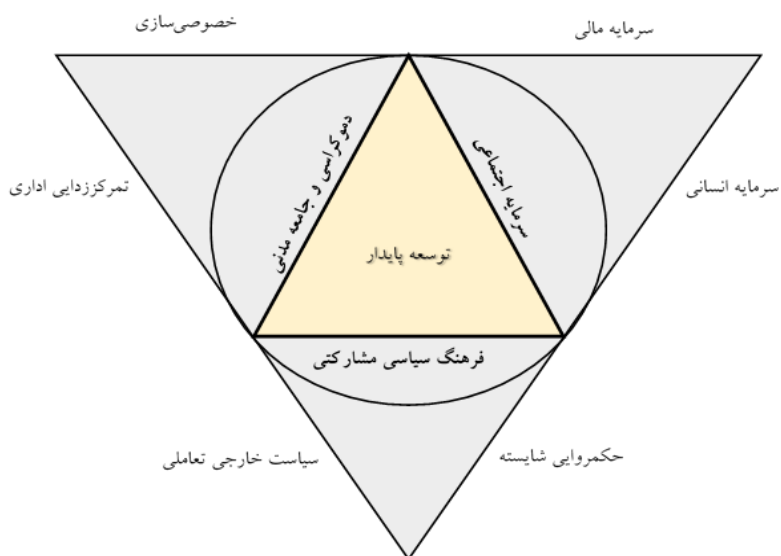 سرمایه مالی
خصوصی‌سازی
دموکراسی و جامعه مدنی
سرمایه اجتماعی
سرمایه انسانی
تمرکززدایی اداری
توسعه پایدار
فرهنگ سیاسی مشارکتی
حکمروایی شایسته
سیاست خارجی تعاملی